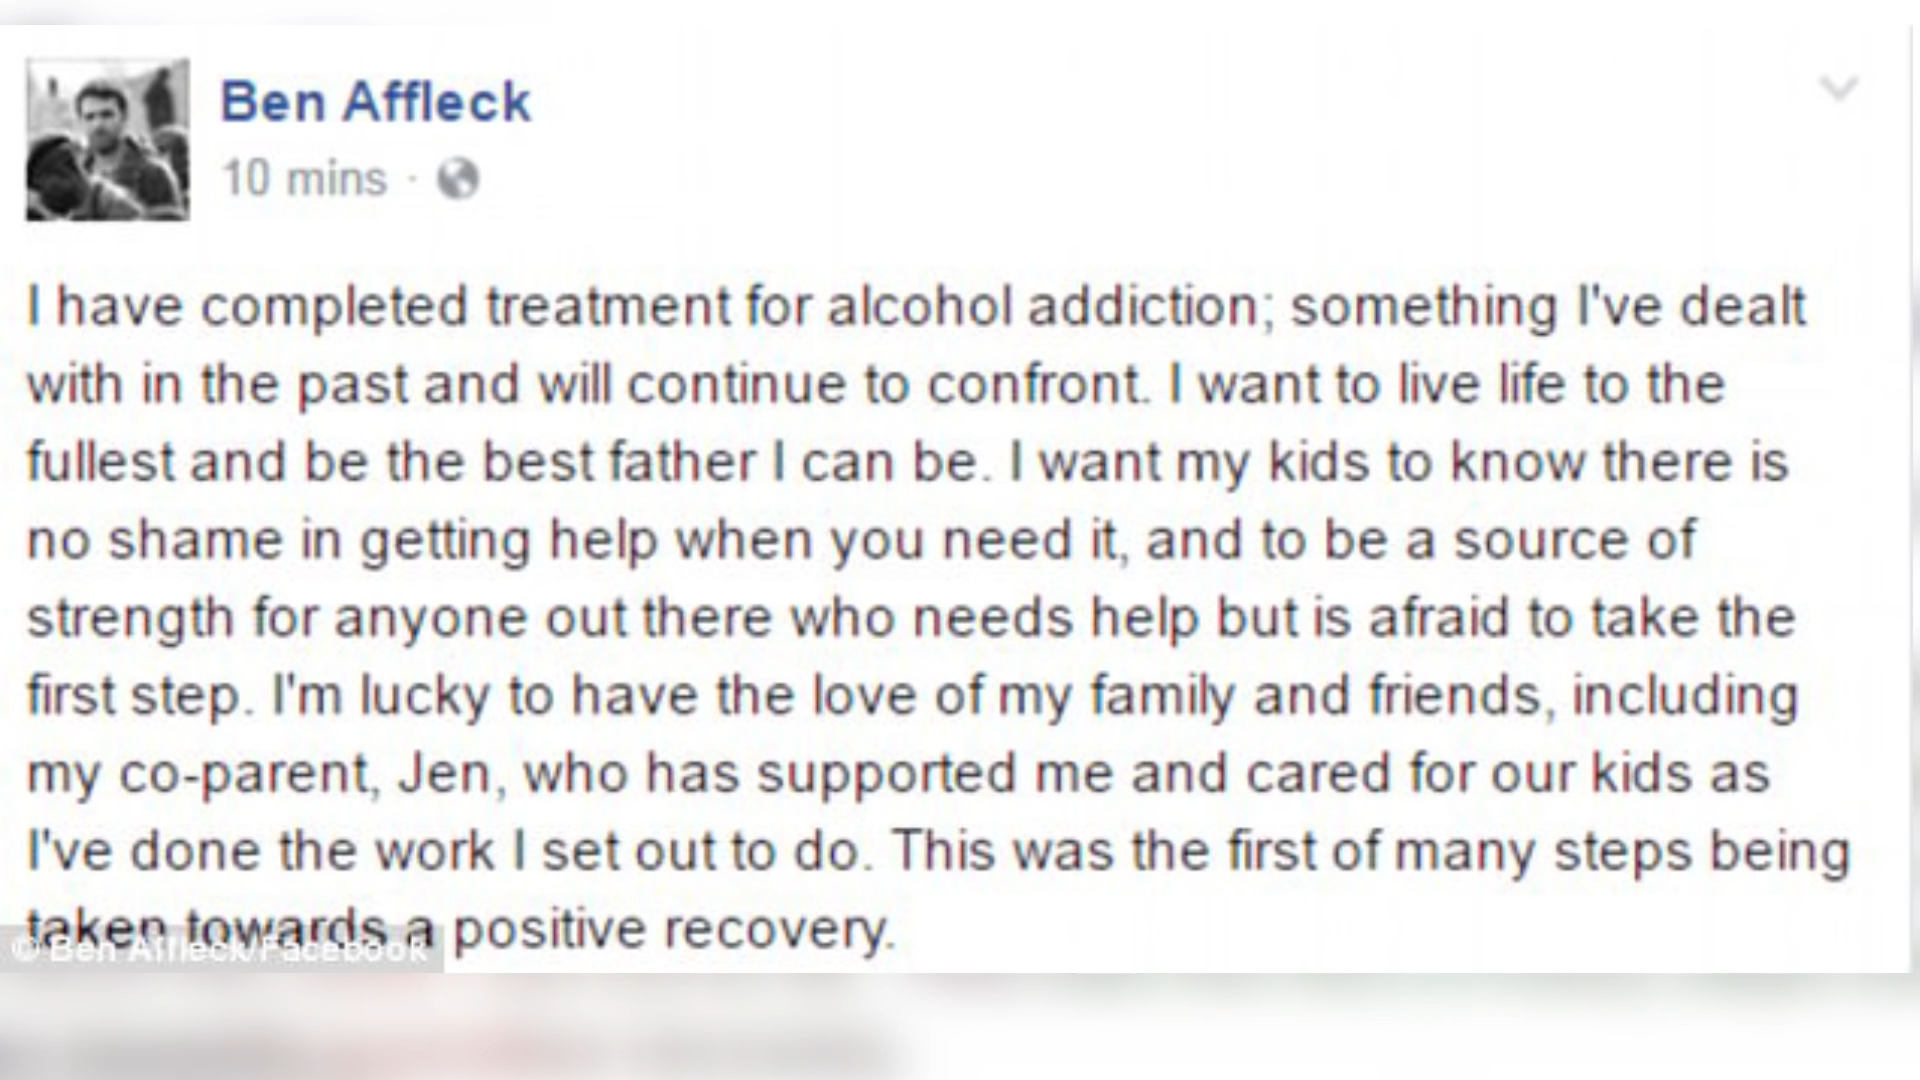 Ben Affleck
10 mins ·
I have completed treatment for alcohol addiction; something I've dealt
with in the past and will continue to confront. I want to live life to the
fullest and be the best father I can be. I want my kids to know there is
no shame in getting help when you need it, and to be a source of
strength for anyone out there who needs help but is afraid to take the
first step. I'm lucky to have the love of my family and friends, including
my co-parent, Jen, who has supported me and cared for our kids as
I've done the work I set out to do. This was the first of many steps being
taken towards a positive recovery.
© Ben Affleck/Facebook